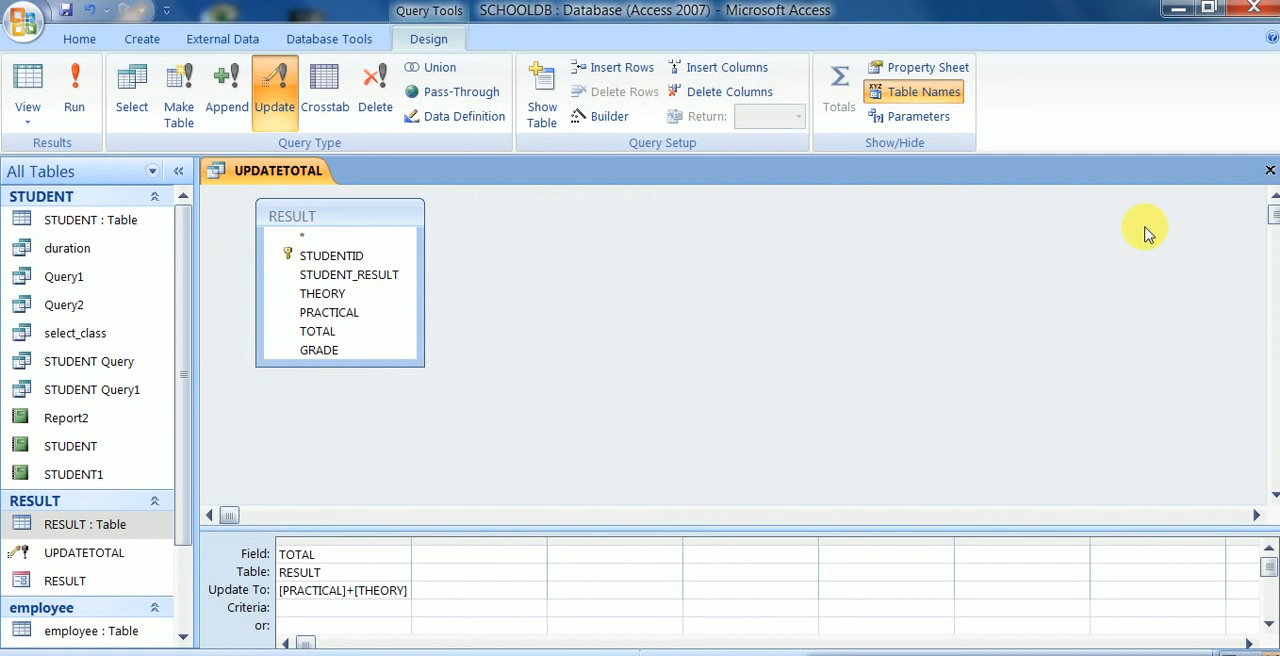 Query Tools
SCHOOLDB : Database (Access 2007) - Microsoft Access
Home Create External Data Database Tools Design
View
Run
Select
Make
Table
Append
Update
Crosstab
Delete
Union
Pass-Through
Data Definition
Show
Table
Insert Rows
Delete Rows
Builder
Insert Columns
Delete Columns
Return:
Totals
Property Sheet
XYZ
Table Names
Parameters
Results
Query Type
Query Setup
Show/Hide
All Tables
STUDENT
STUDENT : Table
duration
Query1
Query2
select_class
STUDENT Query
STUDENT Query1
Report2
STUDENT
STUDENT1
RESULT
RESULT : Table
UPDATETOTAL
RESULT
employee
employee : Table
UPDATETOTAL
RESULT
*
STUDENTID
STUDENT_RESULT
THEORY
PRACTICAL
TOTAL
GRADE
Field: TOTAL
Table: RESULT
Update To: [PRACTICAL]+[THEORY]
Criteria:
or: